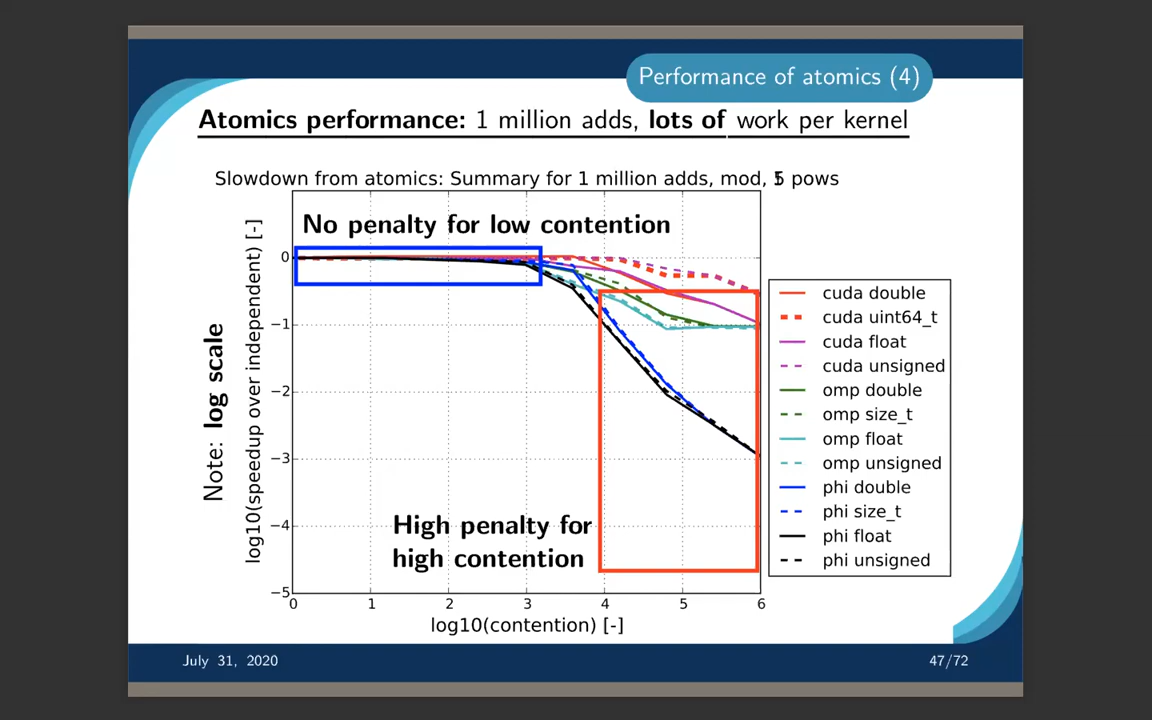 Performance of atomics (4)
Atomics performance: 1 million adds, lots of work per kernel
Slowdown from atomics: Summary for 1 million adds, mod, pows
No penalty for low contention
High penalty for
high contention
Note: log scale
log10(speedup over independent) [-]
0
−1
−2
−3
−4
−5
0 1 2 3 4 5 6
log10(contention) [-]
cuda double
cuda uint64_t
cuda float
cuda unsigned
omp double
omp size_t
omp float
omp unsigned
phi double
phi size_t
phi float
phi unsigned
July 31, 2020
47/72